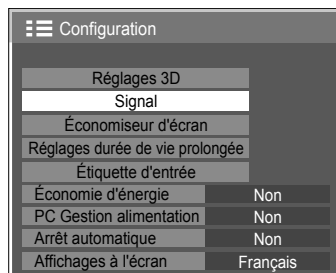 Configuration
Réglages 3D
Signal
Économiseur d'écran
Réglages durée de vie prolongée
Étiquette d'entrée
Économie d'énergie Non
PC Gestion alimentation Non
Arrêt automatique Non
Affichages à l'écran Français